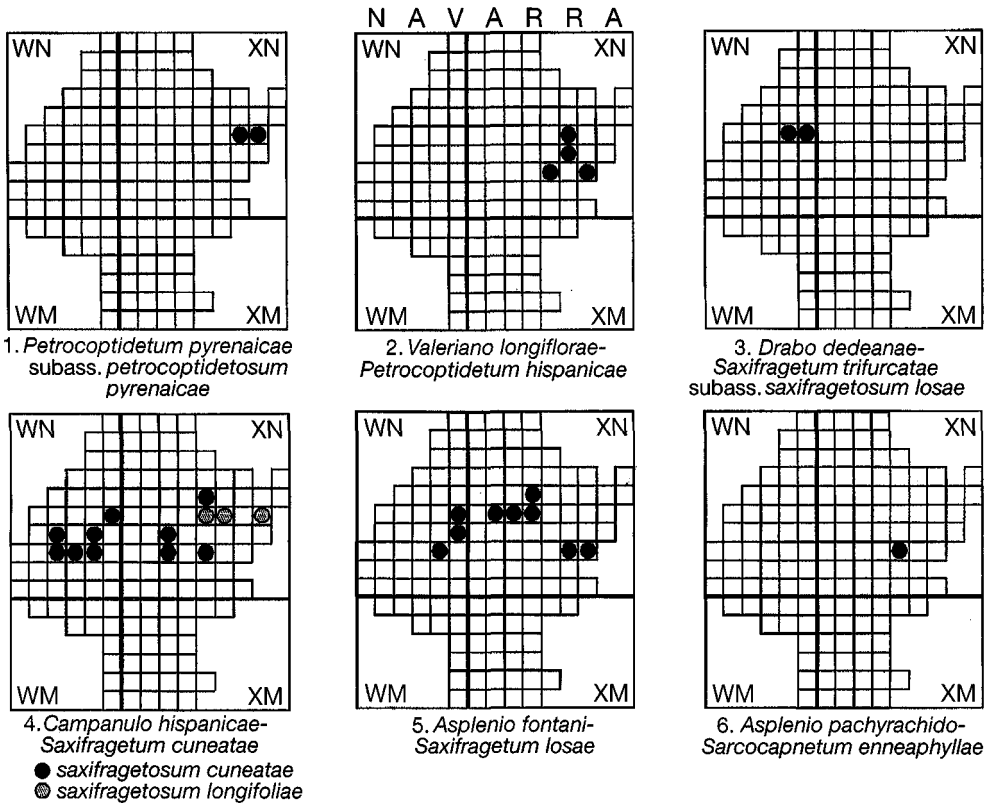 NAVARRA
WN XN
WM XM
1. Petrocoptidetum pyrenaicae
subass. petrocoptidetosum
pyrenaicae
WN XN
WM XM
2. Valeriano longiflorae-
Petrocoptidetum hispanicae
WN XN
WM XM
3. Drabo dedeanae-
Saxifragetum trifurcatae
subass. saxifragetosum losae
WN XN
WM XM
4. Campanulo hispanicae-
Saxifragetum cuneatae
saxifragetosum cuneatae
saxifragetosum longifoliae
WN XN
WM XM
5. Asplenio fontani-
Saxifragetum losae
WN XN
WM XM
6. Asplenio pachyrachido-
Sarcocapnetum enneaphyllae